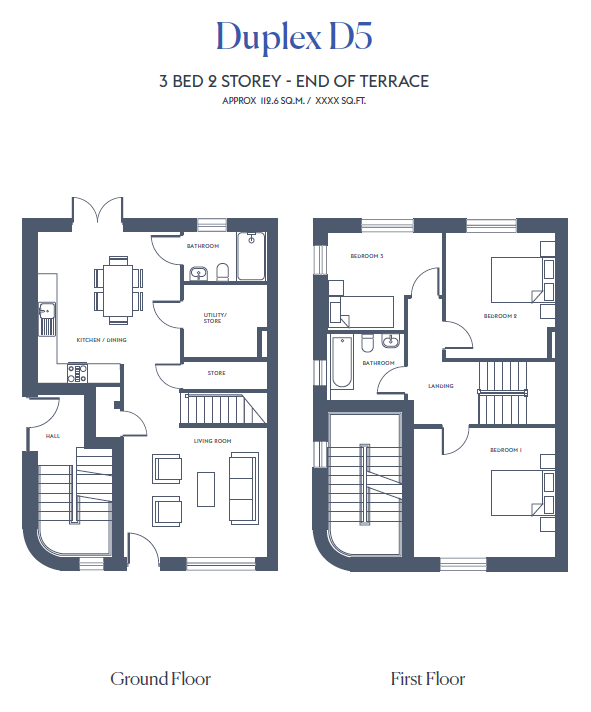 Duplex D5
3 BED 2 STOREY - END OF TERRACE
APPROX 112.6 SQ.M. / XXXX SQ.FT.
BATHROOM
UTILITY/
STORE
KITCHEN / DINING
STORE
HALL
LIVING ROOM
BEDROOM 3
BEDROOM 2
BATHROOM
LANDING
BEDROOM 1
Ground Floor
First Floor